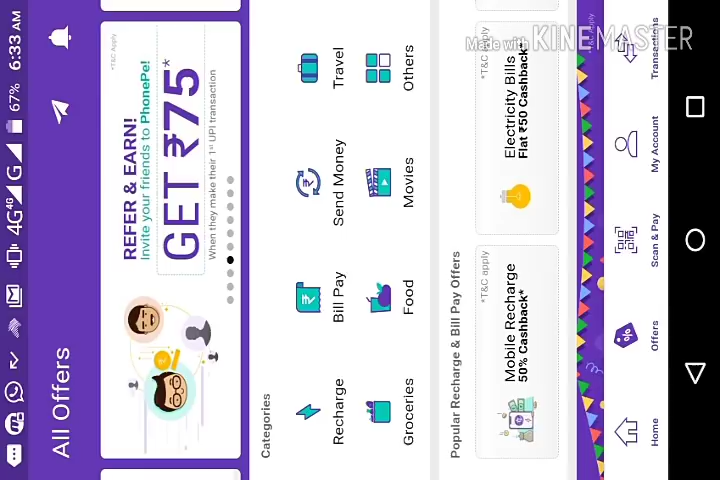 Made with KINEMASTER
67% 6:33 AM
4G 4G G
All Offers
*T&C Apply
REFER & EARN!
Invite your friends to PhonePe!
GET ₹75*
When they make their 1st UPI transaction
Categories
Recharge
Bill Pay
Send Money
Travel
Groceries
Food
Movies
Others
Popular Recharge & Bill Pay Offers
*T&C apply
Mobile Recharge
50% Cashback*
*T&C Apply
Electricity Bills
Flat ₹50 Cashback*
Apply
Home
Offers
Scan & Pay
My Account
Transactions